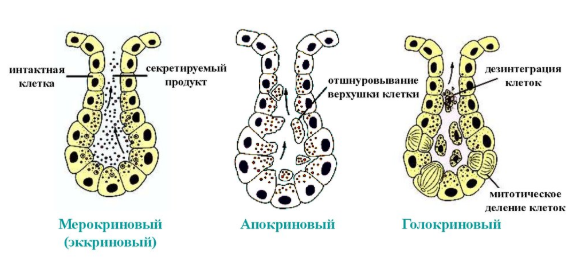 интактная
клетка
секретируемый
продукт
отшнуровывание
верхушки клетки
дезинтеграция
клеток
митотическое
деление клеток
Мерокриновый
(эккриновый)
Апокриновый
Голокриновый